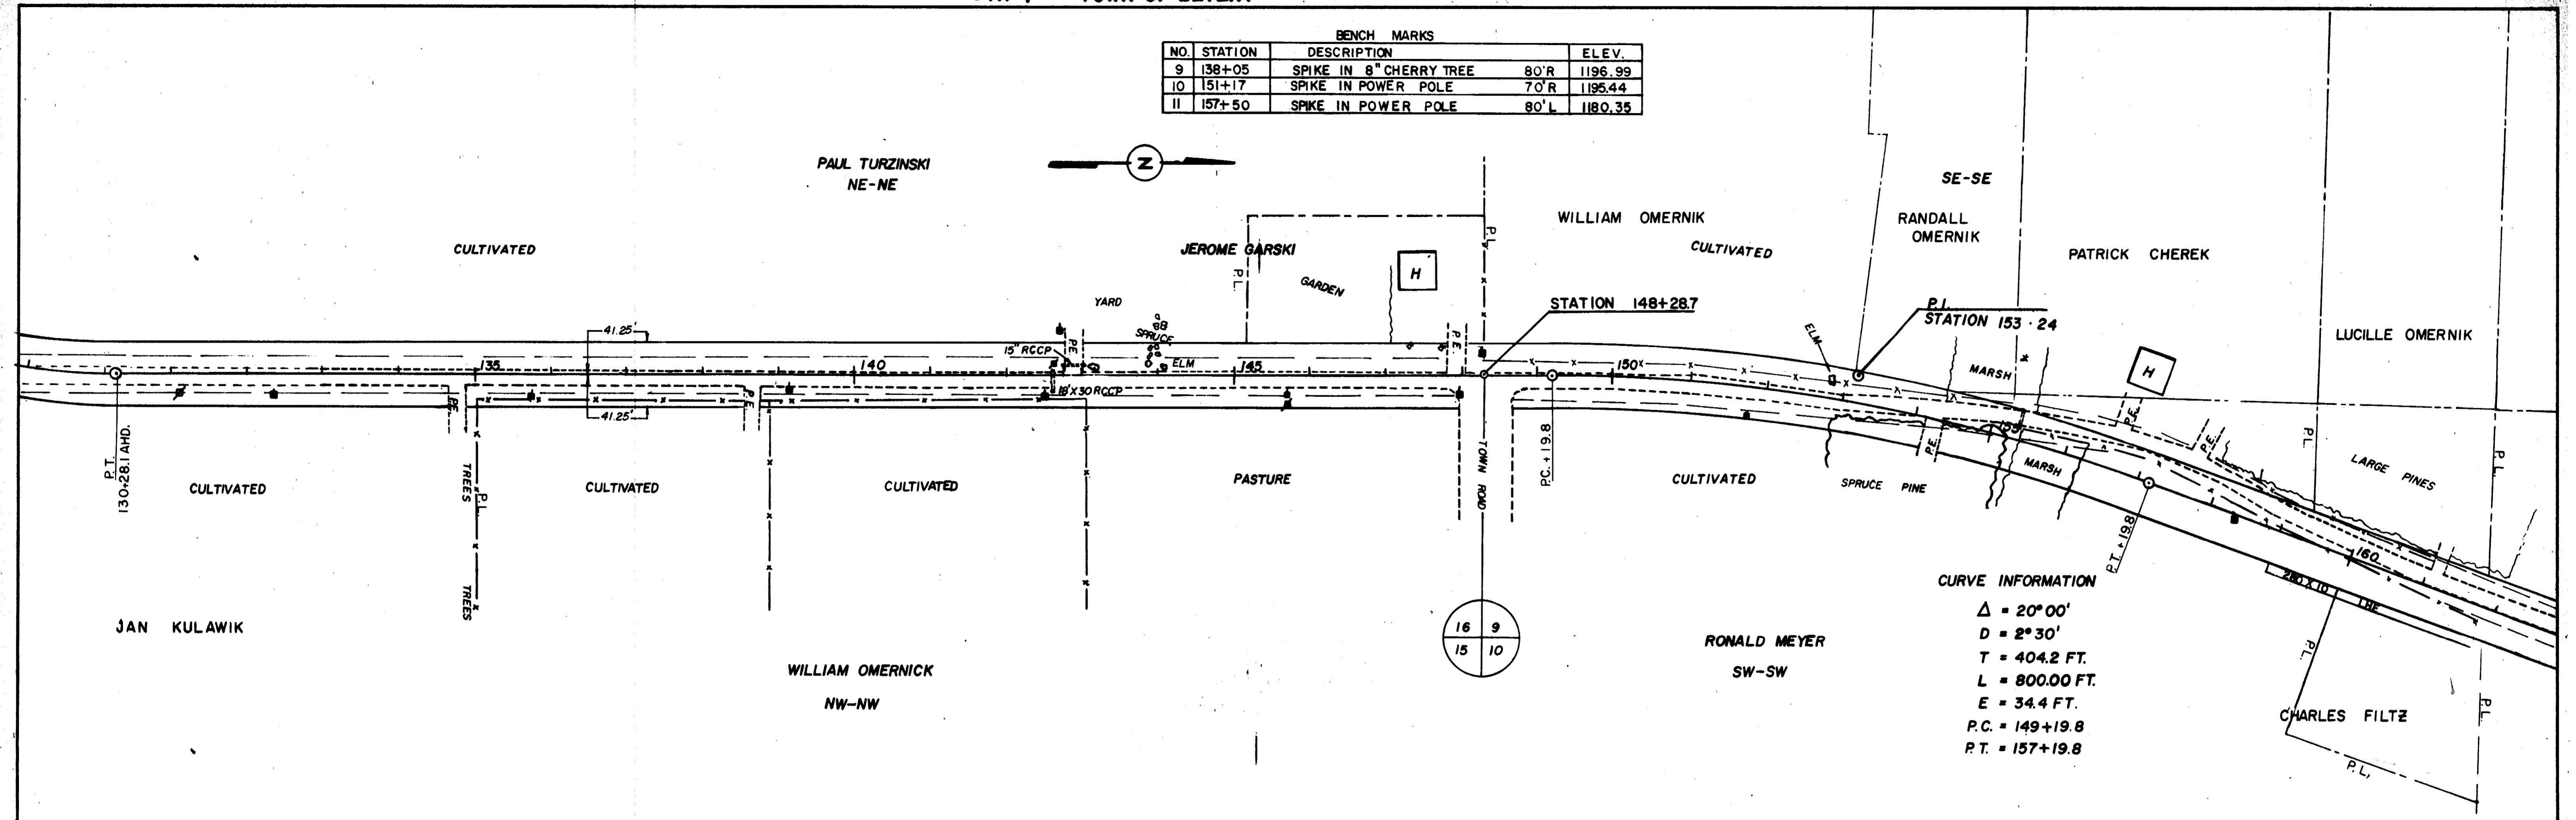 BENCH MARKS
NO. STATION DESCRIPTION ELEV.
9 138+05 SPIKE IN 8" CHERRY TREE 80'R 1196.99
10 151+17 SPIKE IN POWER POLE 70'R 1195.44
11 157+50 SPIKE IN POWER POLE 80'L 1180.35
PAUL TURZINSKI
NE-NE
N
SE-SE
WILLIAM OMERNIK
RANDALL
OMERNIK
CULTIVATED
JEROME GARSKI
P.L.
P.L.
CULTIVATED
PATRICK CHEREK
H
GARDEN
YARD
STATION 148+28.7
P.I.
STATION 153+24
SPRUCE
ELM
LUCILLE OMERNIK
41.25'
15" RCCP
P.E.
P.E.
ELM
135
140
145
150
MARSH
H
18"X30 RCCP
41.25'
P.E.
P.E.
P.E.
P.E.
P.E.
155
P.T.
130+28.1 AHD.
TREES
P.L.
TREES
CULTIVATED
CULTIVATED
CULTIVATED
PASTURE
TOWN ROAD
P.C. +19.8
CULTIVATED
SPRUCE PINE
MARSH
P.L.
P.L.
LARGE PINES
P.T. +19.8
160
280 X 10 THE
JAN KULAWIK
WILLIAM OMERNICK
NW-NW
16 9
15 10
RONALD MEYER
SW-SW
CURVE INFORMATION
Δ = 20°00'
D = 2°30'
T = 404.2 FT.
L = 800.00 FT.
E = 34.4 FT.
P.C. = 149+19.8
P.T. = 157+19.8
P.L.
CHARLES FILTZ
P.L.
P.L.